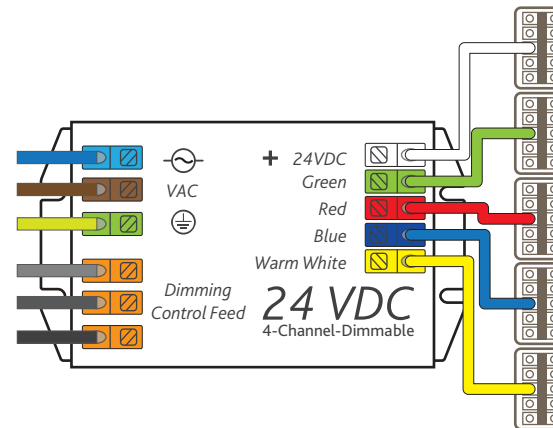 VAC
Dimming
Control Feed
+ 24VDC
Green
Red
Blue
Warm White
24 VDC
4-Channel-Dimmable